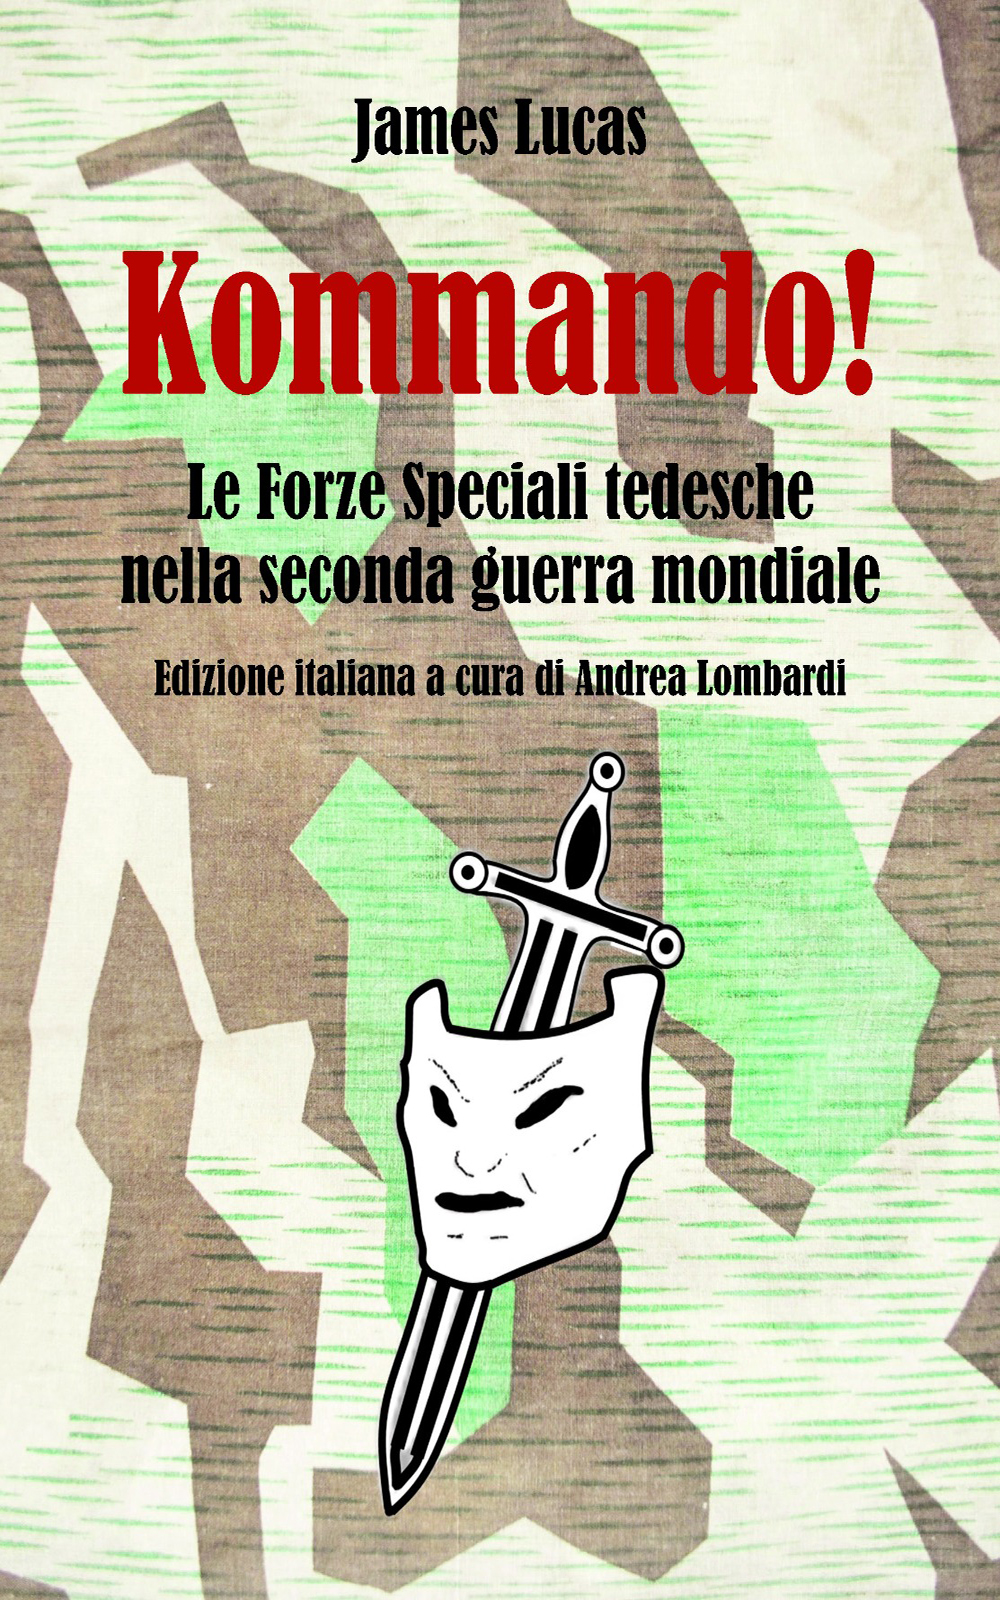 James Lucas
Kommando!
Le Forze Speciali tedesche
nella seconda guerra mondiale
Edizione italiana a cura di Andrea Lombardi